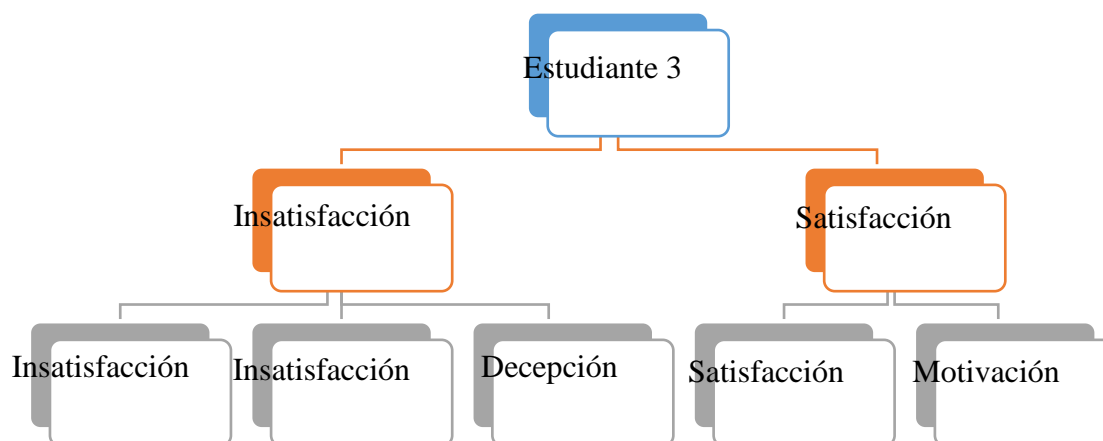 Estudiante 3
Insatisfacción
Satisfacción
Insatisfacción
Insatisfacción
Decepción
Satisfacción
Motivación